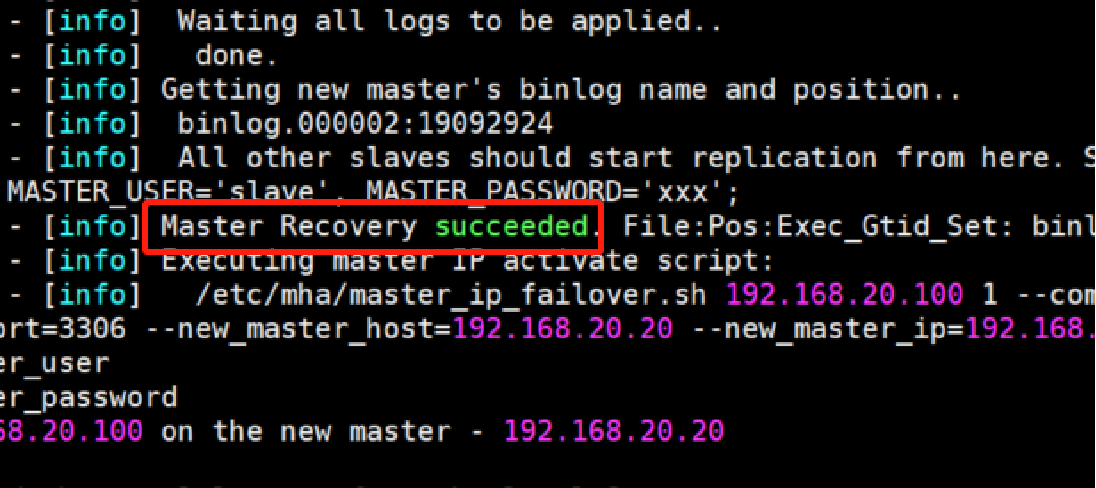 - [info]  Waiting all logs to be applied..
- [info]   done.
- [info] Getting new master's binlog name and position..
- [info]  binlog.000002:19092924
- [info]  All other slaves should start replication from here. S
MASTER_USER='slave', MASTER_PASSWORD='xxx';
- [info] Master Recovery succeeded. File:Pos:Exec_Gtid_Set: binl
- [info] Executing master IP activate script:
- [info]   /etc/mha/master_ip_failover.sh 192.168.20.100 1 --com
ort=3306 --new_master_host=192.168.20.20 --new_master_ip=192.168.
er_user
er_password
68.20.100 on the new master - 192.168.20.20